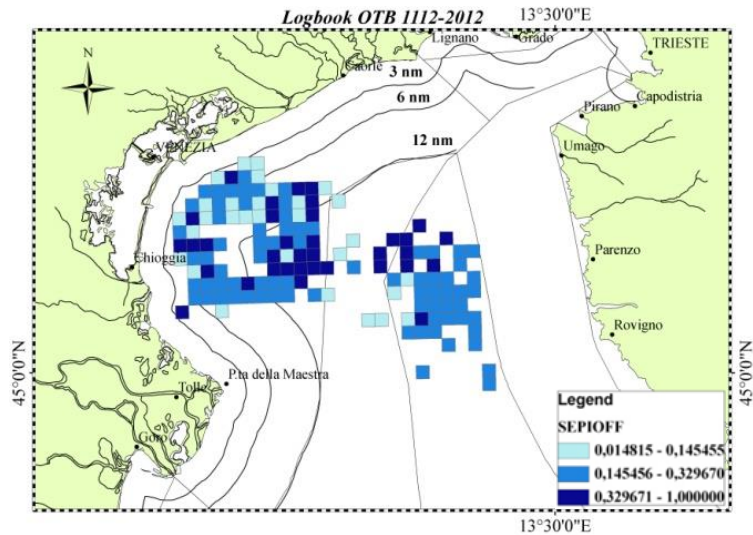 Logbook OTB 1112-2012
13°30'0"E
Lignano
Grado
TRIESTE
N
Caorle
3 nm
6 nm
Capodistria
Pirano
12 nm
VENEZIA
Umago
Chioggia
Parenzo
Rovigno
45°0'0"N
45°0'0"N
P.ta della Maestra
Tolle
Goro
Legend
SEPIOFF
0,014815 - 0,145455
0,145456 - 0,329670
0,329671 - 1,000000
13°30'0"E